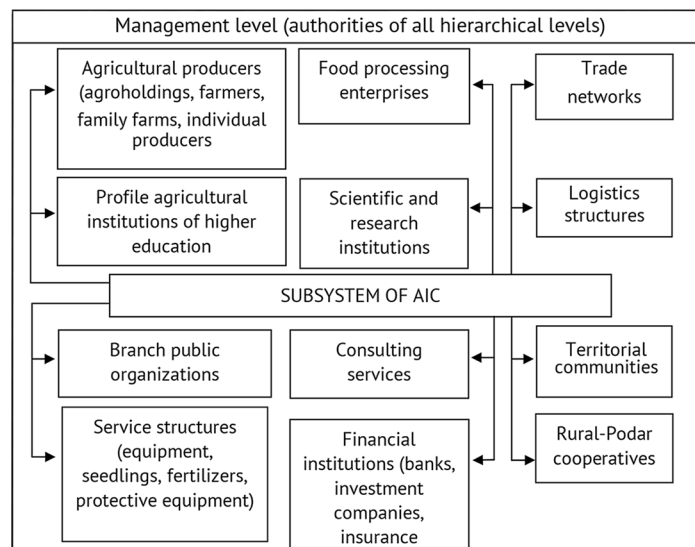 Management level (authorities of all hierarchical levels)
Agricultural producers
(agroholdings, farmers,
family farms, individual
producers
Food processing
enterprises
Trade
networks
Profile agricultural
institutions of higher
education
Scientific and
research
institutions
Logistics
structures
SUBSYSTEM OF AIC
Branch public
organizations
Consulting
services
Territorial
communities
Service structures
(equipment,
seedlings, fertilizers,
protective equipment)
Financial
institutions (banks,
investment
companies,
insurance
Rural-Podar
cooperatives